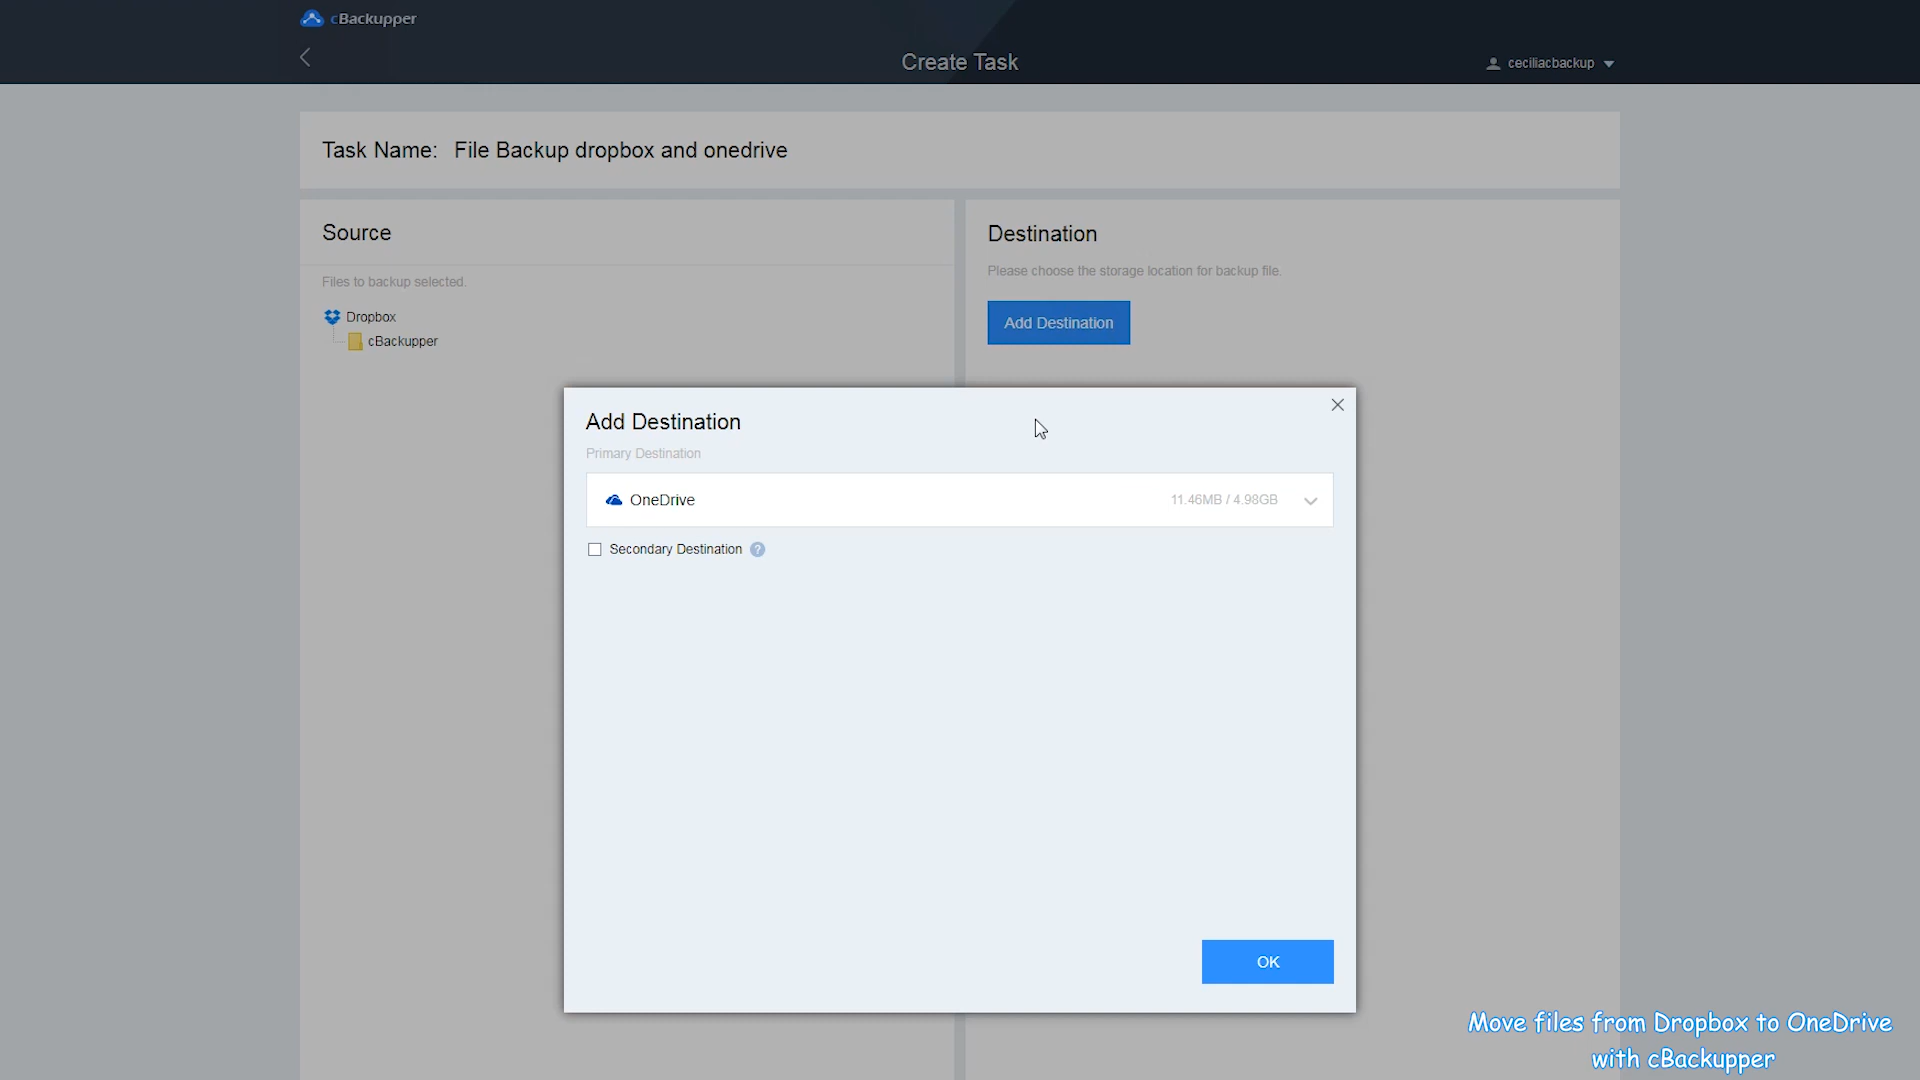 cBackupper
Create Task
ceciliacbackup
Task Name: File Backup dropbox and onedrive
Source
Files to backup selected.
Dropbox
cBackupper
Destination
Please choose the storage location for backup file.
Add Destination
Add Destination
Primary Destination
OneDrive 11.46MB / 4.98GB
Secondary Destination ?
OK
Move files from Dropbox to OneDrive
with cBackupper